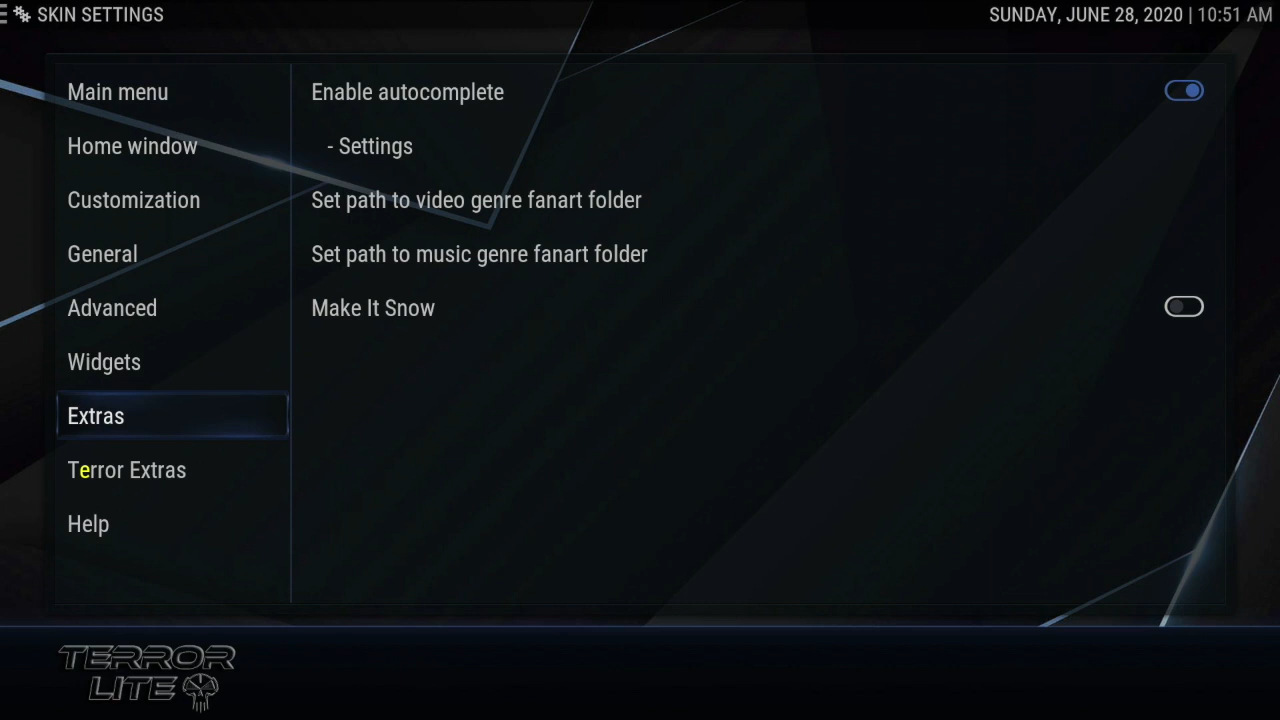 SKIN SETTINGS
SUNDAY, JUNE 28, 2020 | 10:51 AM
Main menu
Home window
Customization
General
Advanced
Widgets
Extras
Terror Extras
Help
Enable autocomplete
- Settings
Set path to video genre fanart folder
Set path to music genre fanart folder
Make It Snow
TERROR
LITE